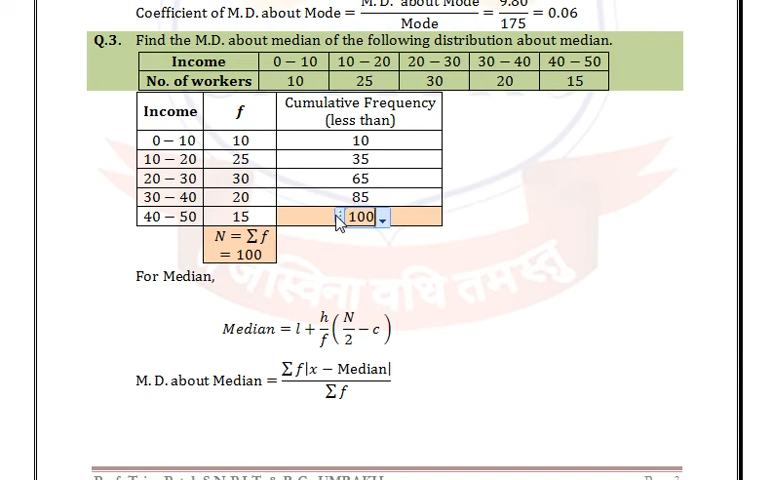 Coefficient of M.D. about Mode = M.D. about Mode / Mode = 9.80 / 175 = 0.06
Q.3. Find the M.D. about median of the following distribution about median.
Income 0 – 10 10 – 20 20 – 30 30 – 40 40 – 50
No. of workers 10 25 30 20 15
Income f Cumulative Frequency (less than)
0 – 10 10 10
10 – 20 25 35
20 – 30 30 65
30 – 40 20 85
40 – 50 15 100
N = Σ f
= 100
For Median,
Median = l + h/f ( N/2 − c )
M. D. about Median = Σ f|x − Median| / Σ f